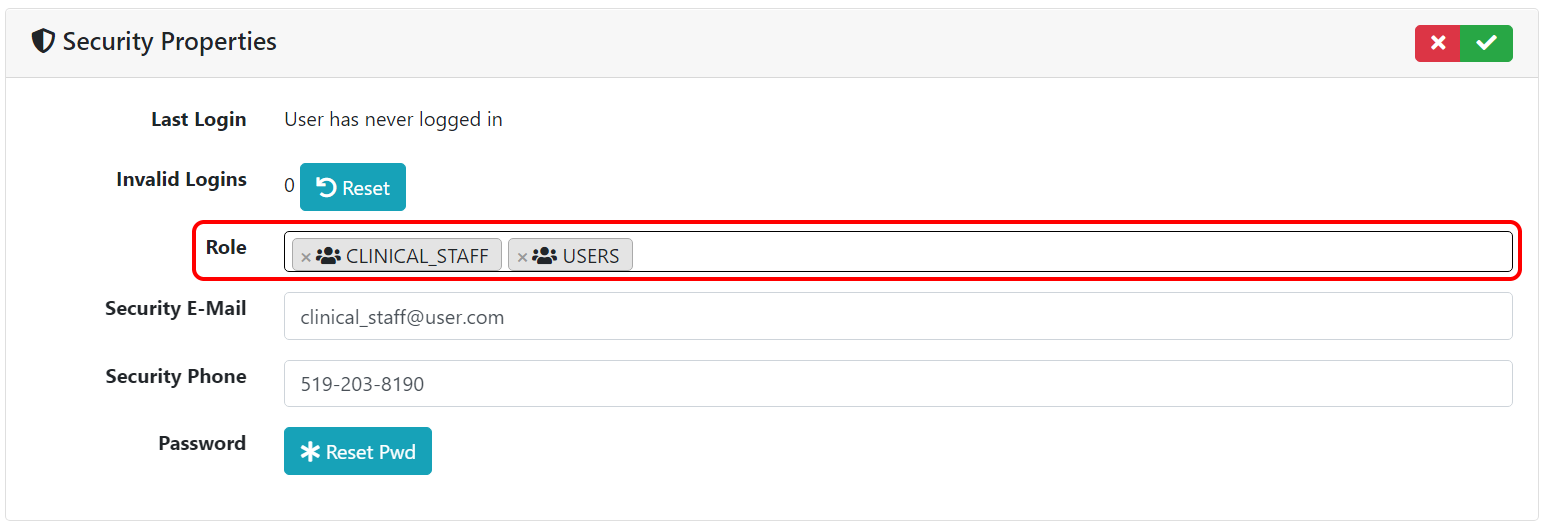 Security Properties
Last Login User has never logged in
Invalid Logins 0 Reset
Role × CLINICAL_STAFF × USERS
Security E-Mail clinical_staff@user.com
Security Phone 519-203-8190
Password Reset Pwd